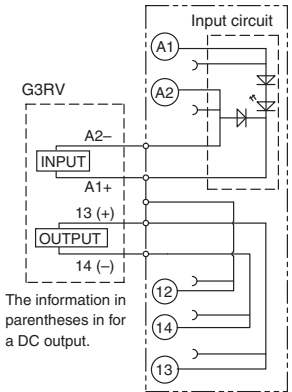 Input circuit
A1
A2
G3RV
A2–
INPUT
A1+
13 (+)
OUTPUT
14 (–)
12
14
13
The information in
parentheses in for
a DC output.